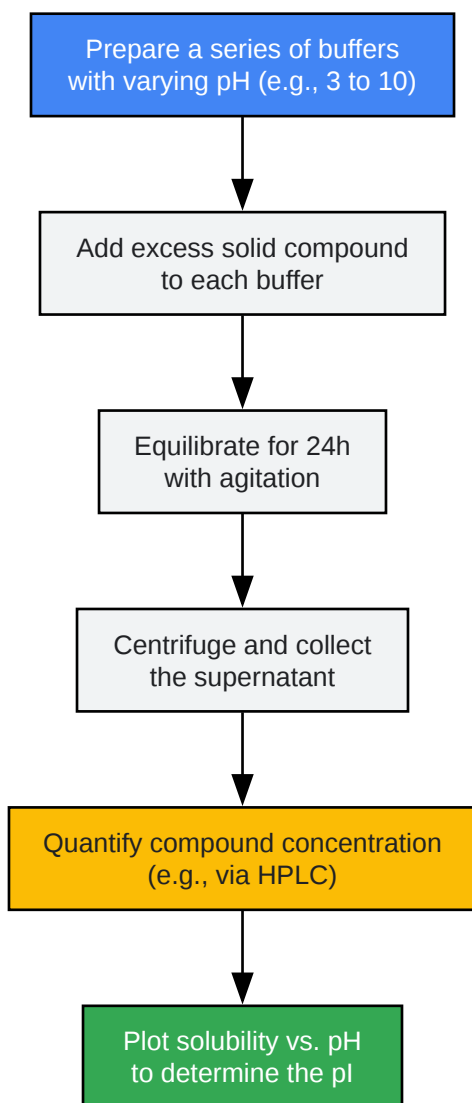 Prepare a series of buffers
with varying pH (e.g., 3 to 10)
Add excess solid compound
to each buffer
Equilibrate for 24h
with agitation
Centrifuge and collect
the supernatant
Quantify compound concentration
(e.g., via HPLC)
Plot solubility vs. pH
to determine the pI